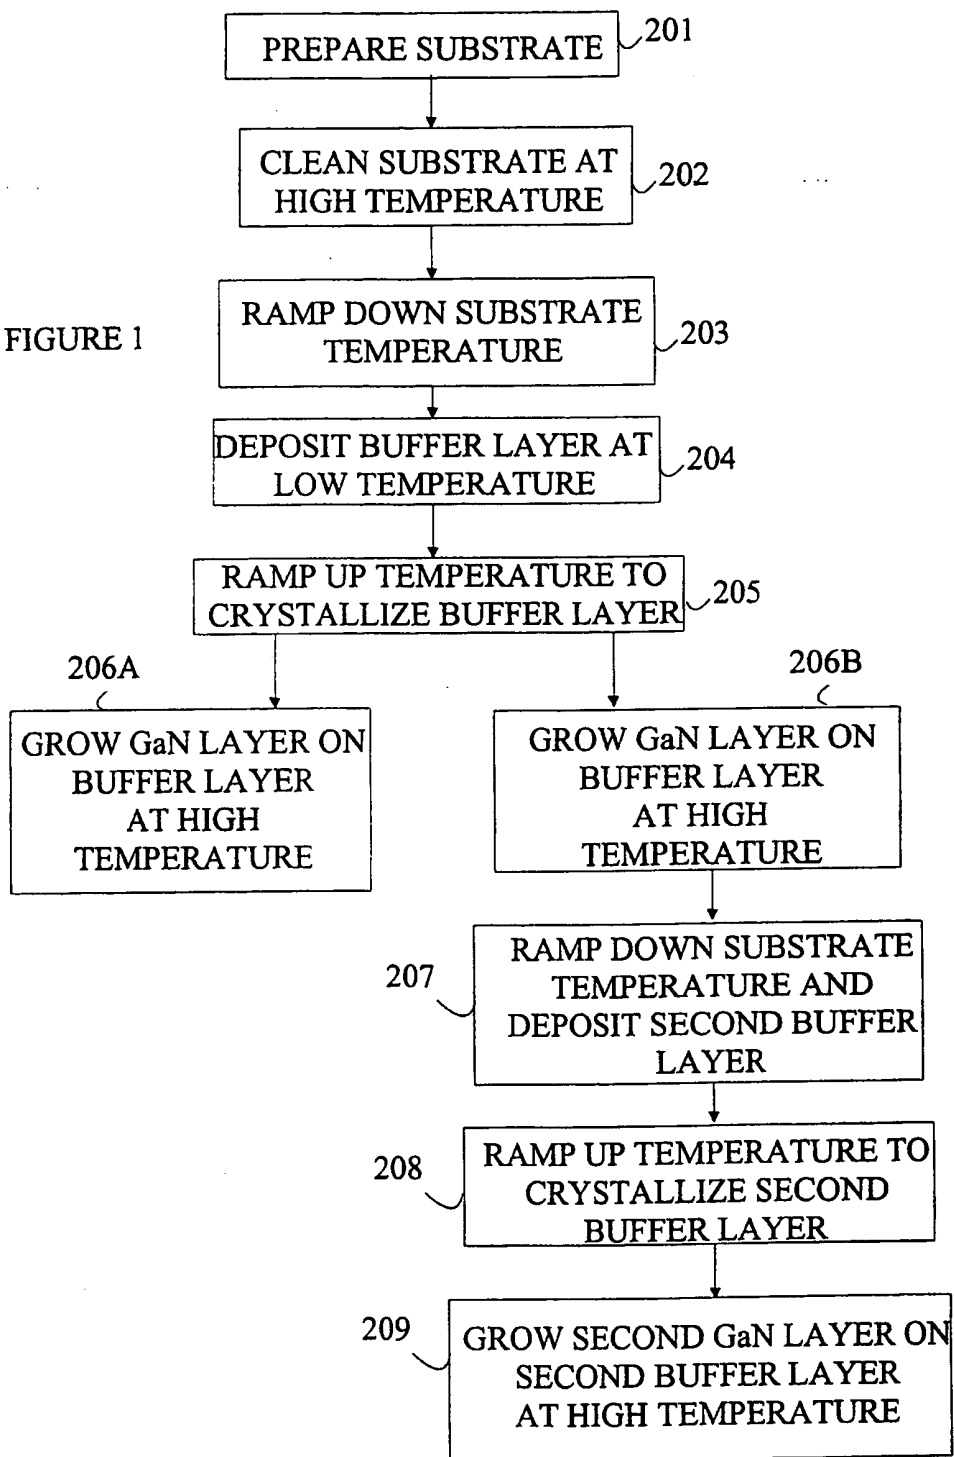 PREPARE SUBSTRATE
201
CLEAN SUBSTRATE AT
HIGH TEMPERATURE
202
FIGURE 1
RAMP DOWN SUBSTRATE
TEMPERATURE
203
DEPOSIT BUFFER LAYER AT
LOW TEMPERATURE
204
RAMP UP TEMPERATURE TO
CRYSTALLIZE BUFFER LAYER
205
206A
GROW GaN LAYER ON
BUFFER LAYER
AT HIGH
TEMPERATURE
206B
GROW GaN LAYER ON
BUFFER LAYER
AT HIGH
TEMPERATURE
207
RAMP DOWN SUBSTRATE
TEMPERATURE AND
DEPOSIT SECOND BUFFER
LAYER
208
RAMP UP TEMPERATURE TO
CRYSTALLIZE SECOND
BUFFER LAYER
209
GROW SECOND GaN LAYER ON
SECOND BUFFER LAYER
AT HIGH TEMPERATURE